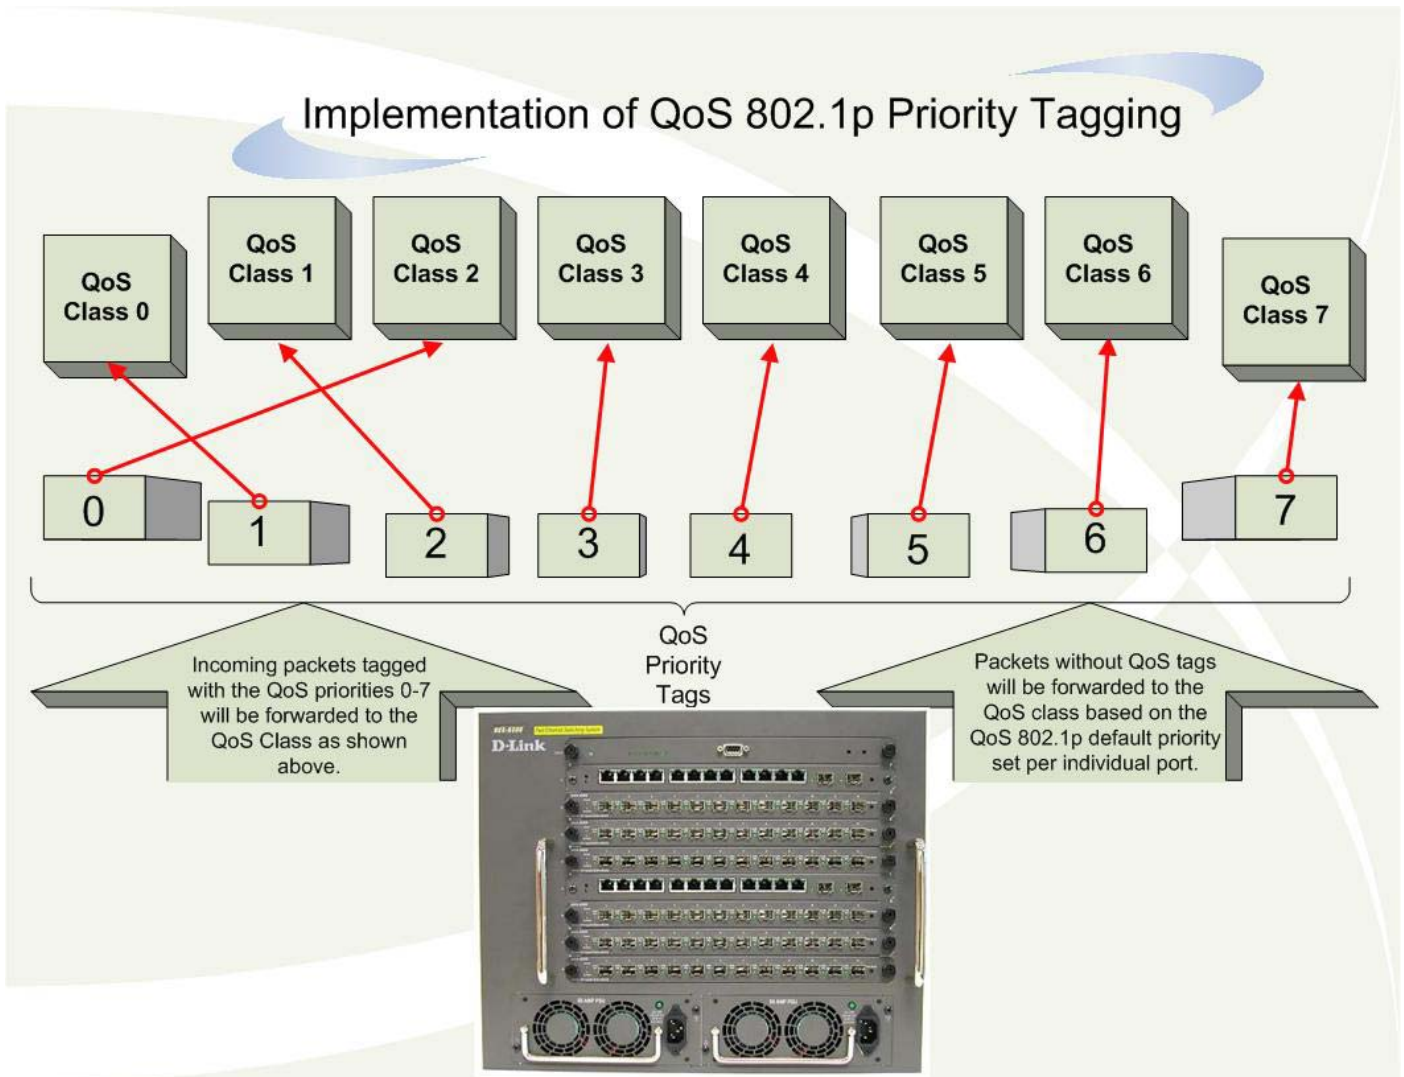 Implementation of QoS 802.1p Priority Tagging
QoS
Class 0
QoS
Class 1
QoS
Class 2
QoS
Class 3
QoS
Class 4
QoS
Class 5
QoS
Class 6
QoS
Class 7
0
1
2
3
4
5
6
7
QoS
Priority
Tags
Incoming packets tagged
with the QoS priorities 0-7
will be forwarded to the
QoS Class as shown
above.
Packets without QoS tags
will be forwarded to the
QoS class based on the
QoS 802.1p default priority
set per individual port.
D-Link